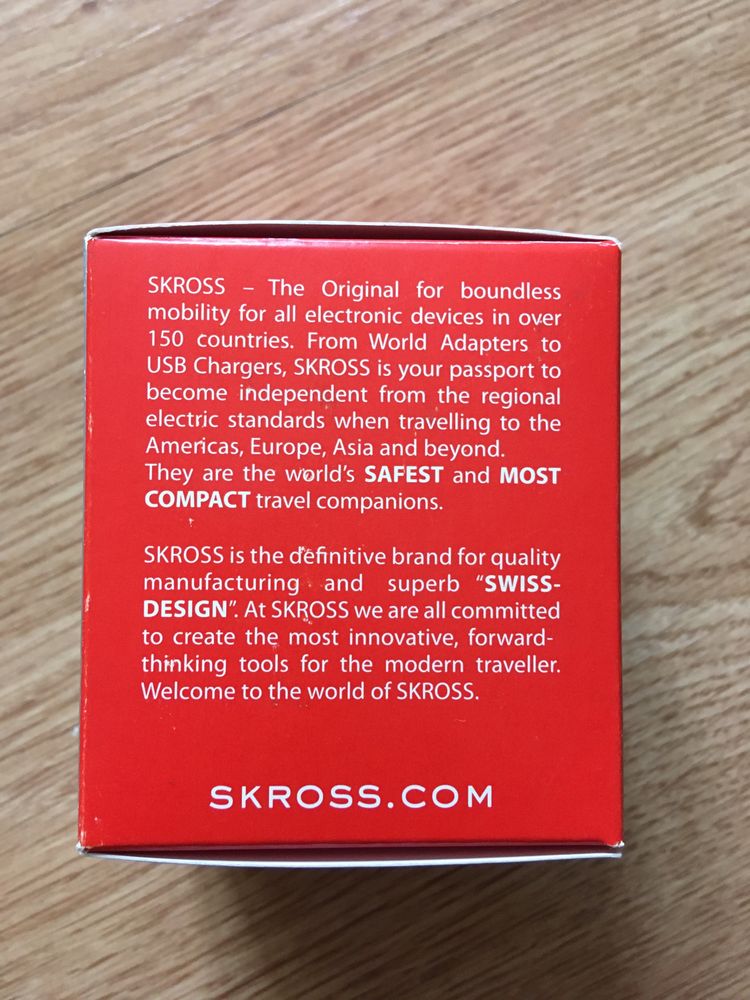 SKROSS – The Original for boundless
mobility for all electronic devices in over
150 countries. From World Adapters to
USB Chargers, SKROSS is your passport to
become independent from the regional
electric standards when travelling to the
Americas, Europe, Asia and beyond.
They are the world's SAFEST and MOST
COMPACT travel companions.
SKROSS is the definitive brand for quality
manufacturing and superb “SWISS-
DESIGN”. At SKROSS we are all committed
to create the most innovative, forward-
thinking tools for the modern traveller.
Welcome to the world of SKROSS.
SKROSS.COM